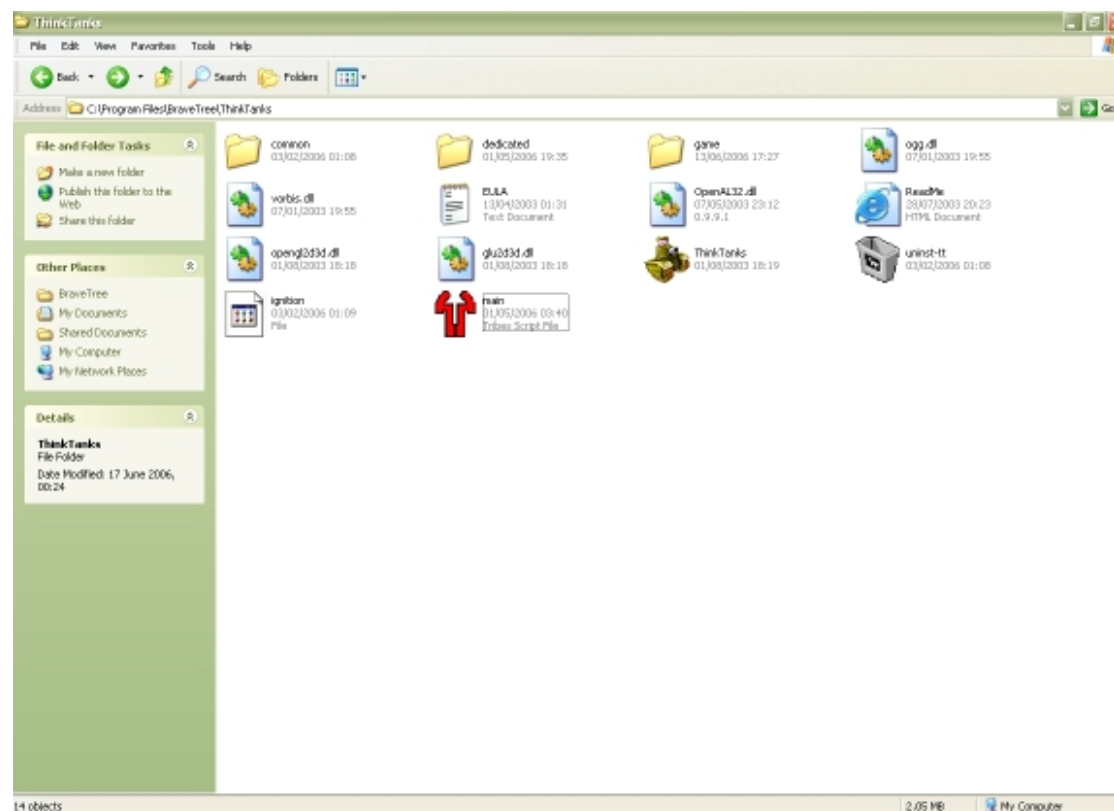 ThinkTanks
File Edit View Favorites Tools Help
Back Search Folders
Address C:\Program Files\BraveTree\ThinkTanks Go
File and Folder Tasks
Make a new folder
Publish this folder to the
Web
Share this folder
Other Places
BraveTree
My Documents
Shared Documents
My Computer
My Network Places
Details
ThinkTanks
File Folder
Date Modified: 17 June 2006,
00:24
common
03/02/2006 01:08
dedicated
01/05/2006 19:35
game
13/06/2006 17:27
ogg.dll
07/01/2003 19:55
vorbis.dll
07/01/2003 19:55
EULA
13/04/2003 01:31
Text Document
OpenAL32.dll
07/05/2003 23:12
0.9.9.1
ReadMe
28/07/2003 20:23
HTML Document
opengl2d3d.dll
01/08/2003 18:18
glu2d3d.dll
01/08/2003 18:18
ThinkTanks
01/08/2003 18:19
uninst-tt
03/02/2006 01:08
ignition
03/02/2006 01:09
File
main
01/05/2006 03:40
Tribes Script File
14 objects
2.05 MB
My Computer